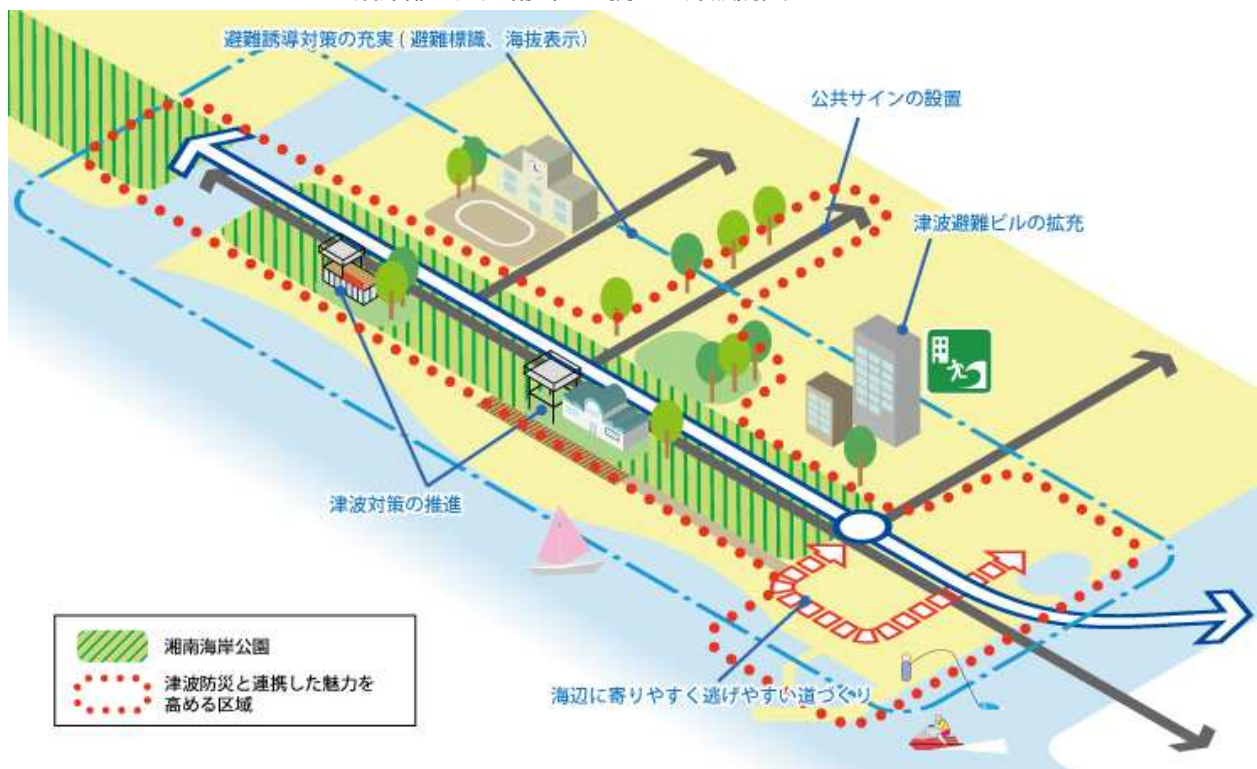 避難誘導対策の充実(避難標識、海抜表示)
公共サインの設置
津波避難ビルの拡充
津波対策の推進
海辺に寄りやすく逃げやすい道づくり
湘南海岸公園
津波防災と連携した魅力を
高める区域